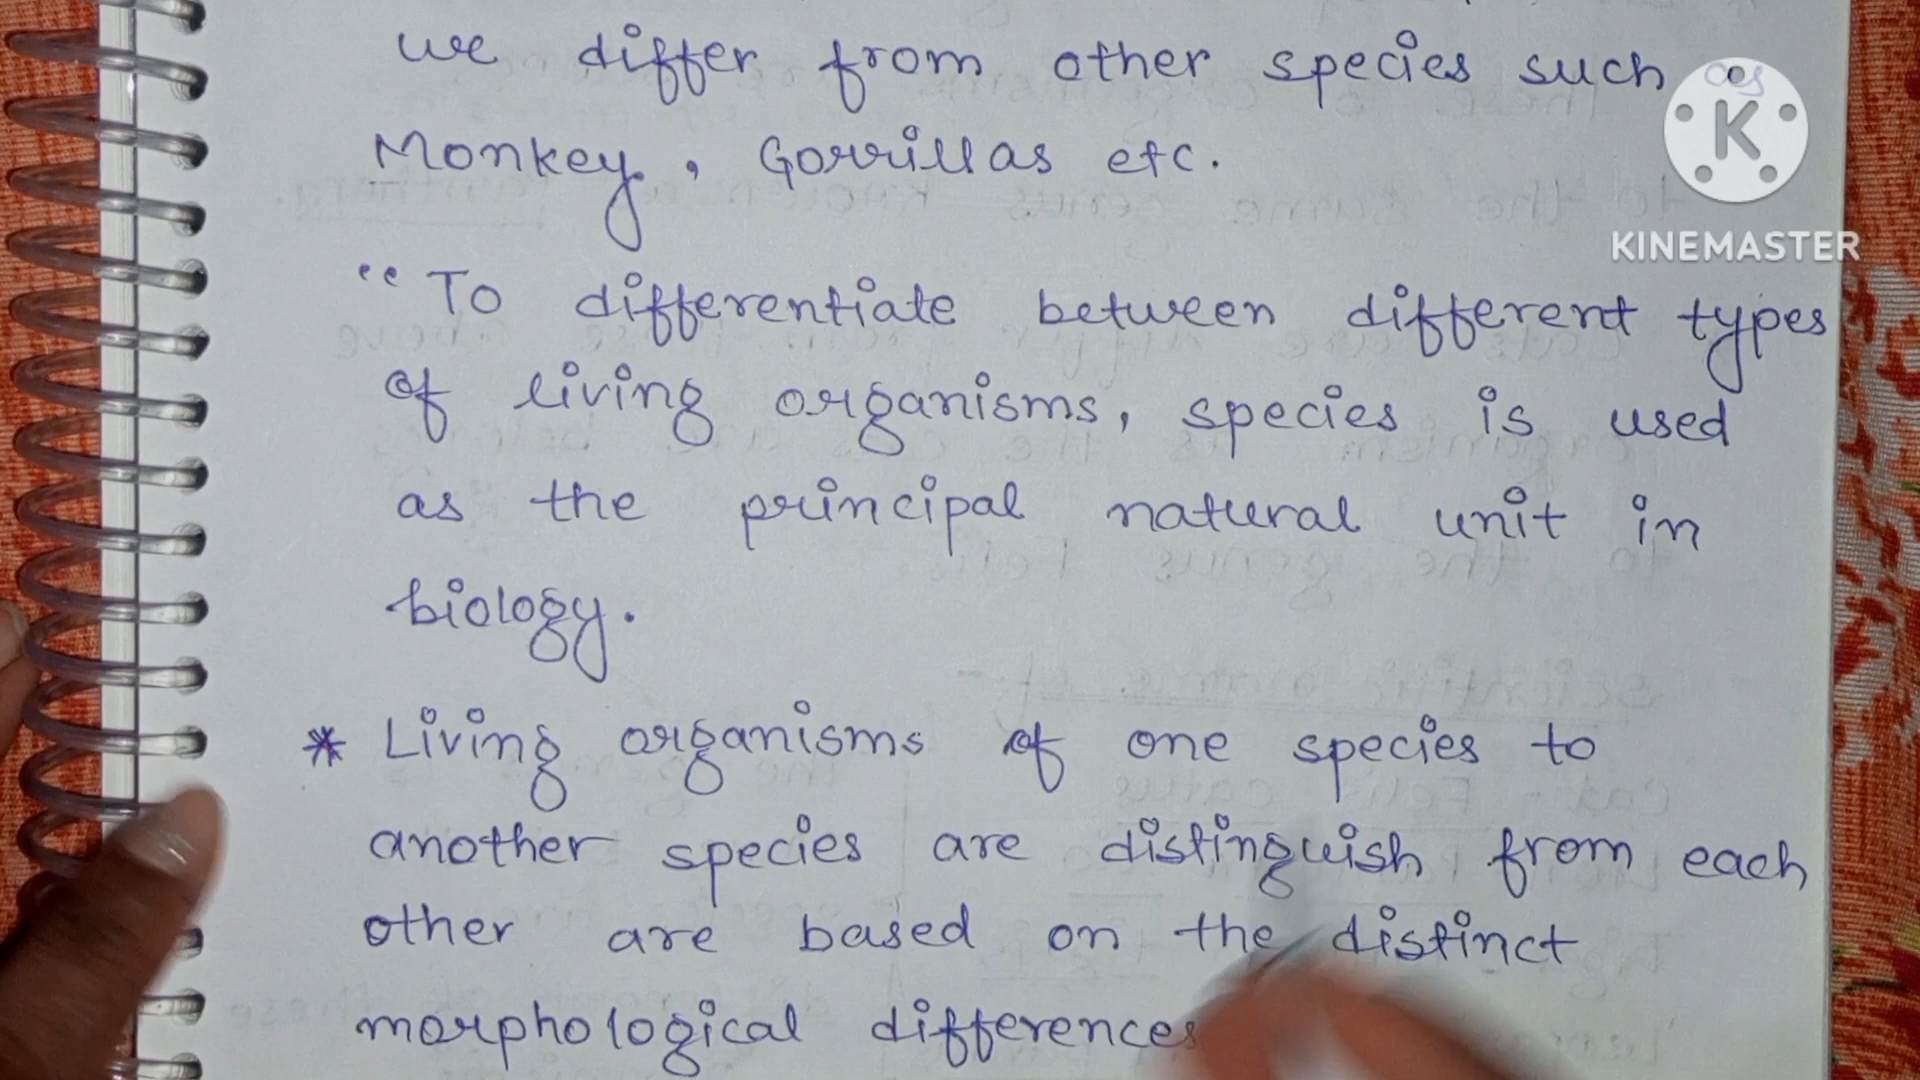 we differ from other species such as
Monkey, Gorrillas etc.
"To differentiate between different types
of living organisms, species is used
as the principal natural unit in
biology.
* Living organisms of one species to
another species are distinguish from each
other are based on the distinct
morphological differences
K
KINEMASTER